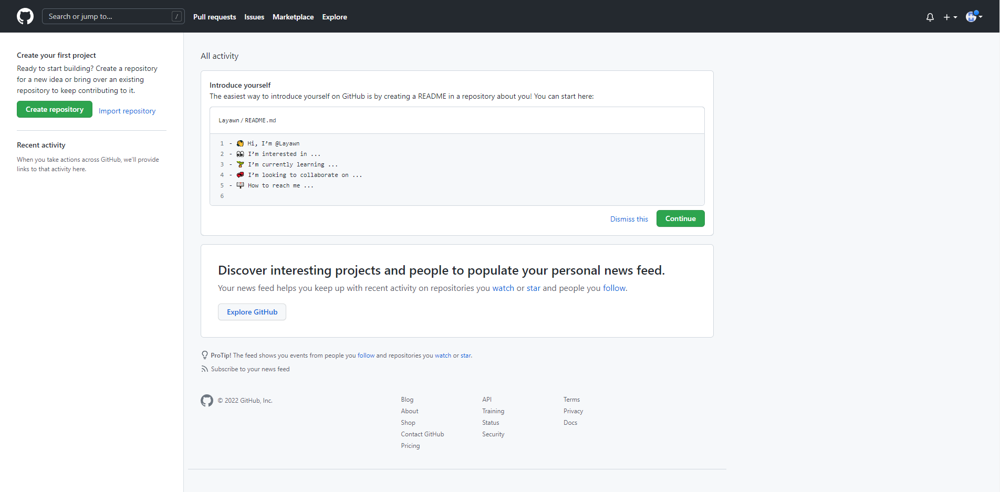 Search or jump to...
/
Pull requests
Issues
Marketplace
Explore
Create your first project
Ready to start building? Create a repository
for a new idea or bring over an existing
repository to keep contributing to it.
Create repository
Import repository
Recent activity
When you take actions across GitHub, we'll provide
links to that activity here.
All activity
Introduce yourself
The easiest way to introduce yourself on GitHub is by creating a README in a repository about you! You can start here:
Layawn / README.md
1 - 👋 Hi, I'm @Layawn
2 - 👀 I'm interested in ...
3 - 🌱 I'm currently learning ...
4 - 💞️ I'm looking to collaborate on ...
5 - 📫 How to reach me ...
6
Dismiss this
Continue
Discover interesting projects and people to populate your personal news feed.
Your news feed helps you keep up with recent activity on repositories you watch or star and people you follow.
Explore GitHub
ProTip! The feed shows you events from people you follow and repositories you watch or star.
Subscribe to your news feed
© 2022 GitHub, Inc.
Blog
About
Shop
Contact GitHub
Pricing
API
Training
Status
Security
Terms
Privacy
Docs